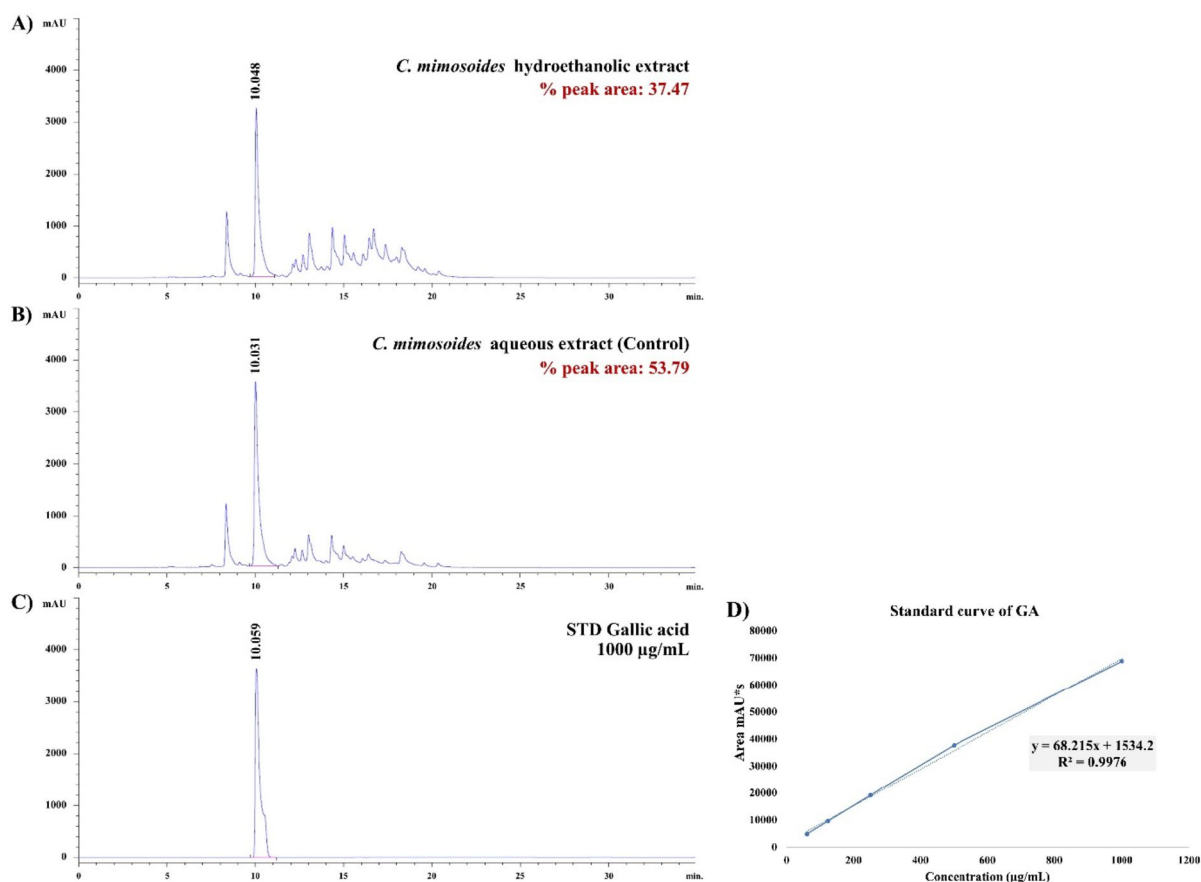 A)
mAU
4000
3000
2000
1000
0
10.048
C. mimosoides hydroethanolic extract
% peak area: 37.47
0 5 10 15 20 25 30 min.
B)
mAU
4000
3000
2000
1000
0
10.031
C. mimosoides aqueous extract (Control)
% peak area: 53.79
0 5 10 15 20 25 30 min.
C)
mAU
4000
3000
2000
1000
0
10.059
STD Gallic acid
1000 µg/mL
0 5 10 15 20 25 30 min.
D)
Standard curve of GA
Area mAU*s
80000
70000
60000
50000
40000
30000
20000
10000
0
y = 68.215x + 1534.2
R² = 0.9976
0 200 400 600 800 1000 1200
Concentration (µg/mL)